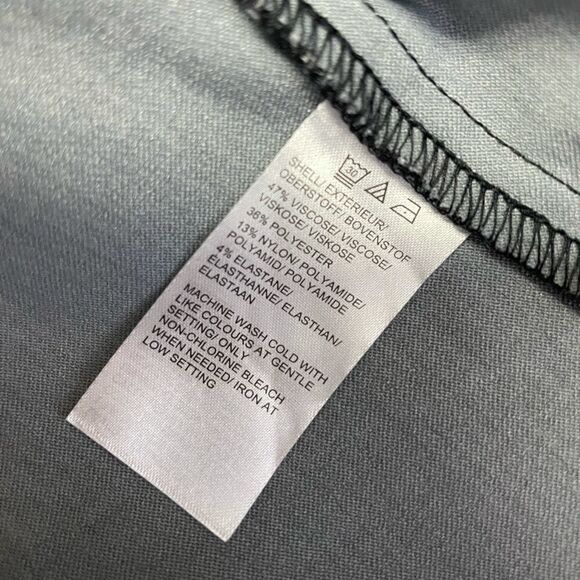 30
SHELL/ EXTÉRIEUR/
OBERSTOFF/ BOVENSTOF
47% VISCOSE/ VISCOSE/
VISKOSE/ VISKOSE
36% POLYESTER
13% NYLON/ POLYAMIDE/
POLYAMID/ POLYAMIDE
4% ELASTANE/
ELASTHANNE/ ELASTHAN/
ELASTAAN
MACHINE WASH COLD WITH
LIKE COLOURS AT GENTLE
SETTING/ ONLY
NON-CHLORINE BLEACH
WHEN NEEDED/ IRON AT
LOW SETTING